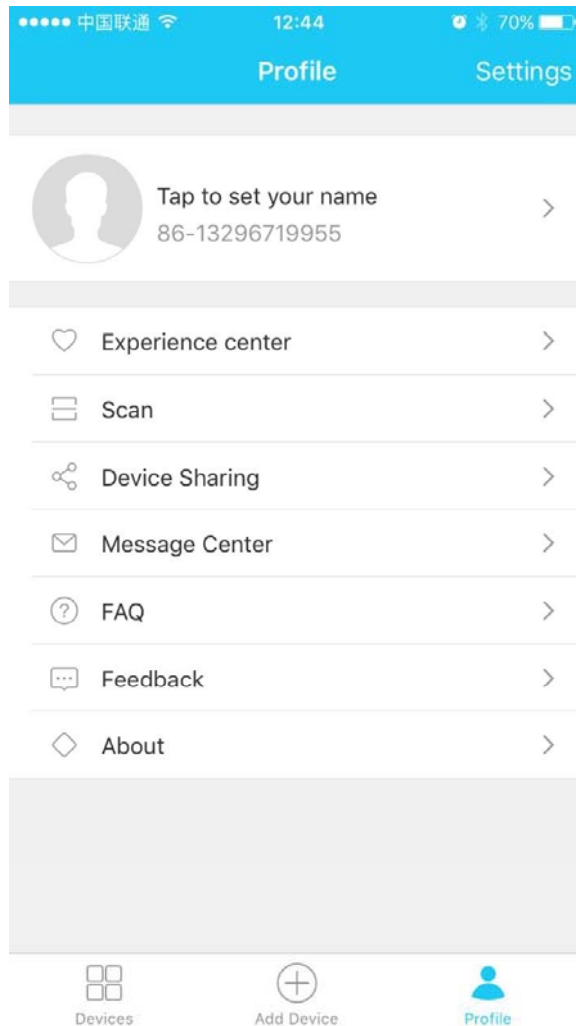 中国联通 12:44 70%
Profile Settings
Tap to set your name
86-13296719955
Experience center
Scan
Device Sharing
Message Center
FAQ
Feedback
About
Devices Add Device Profile